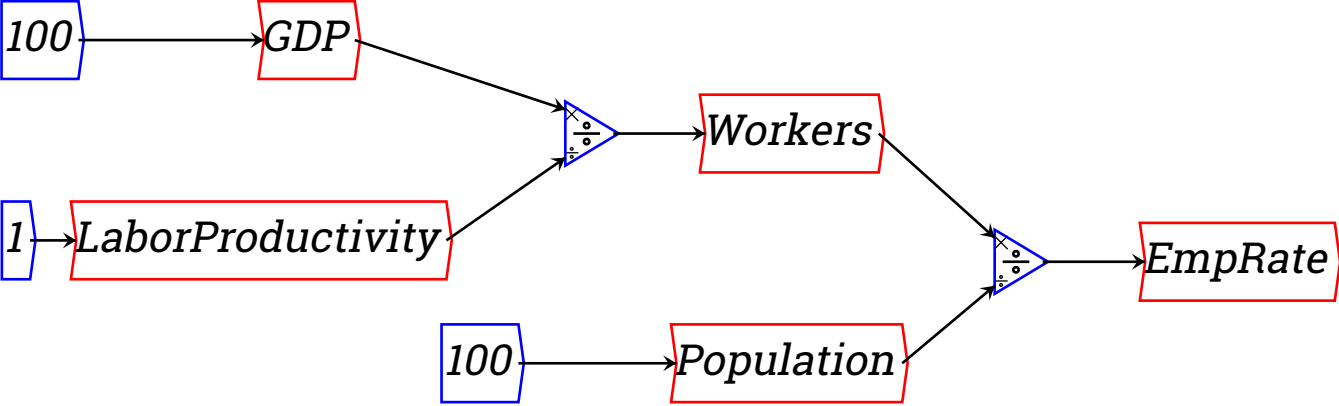 100
GDP
×
÷
÷
Workers
1
LaborProductivity
×
÷
÷
EmpRate
100
Population